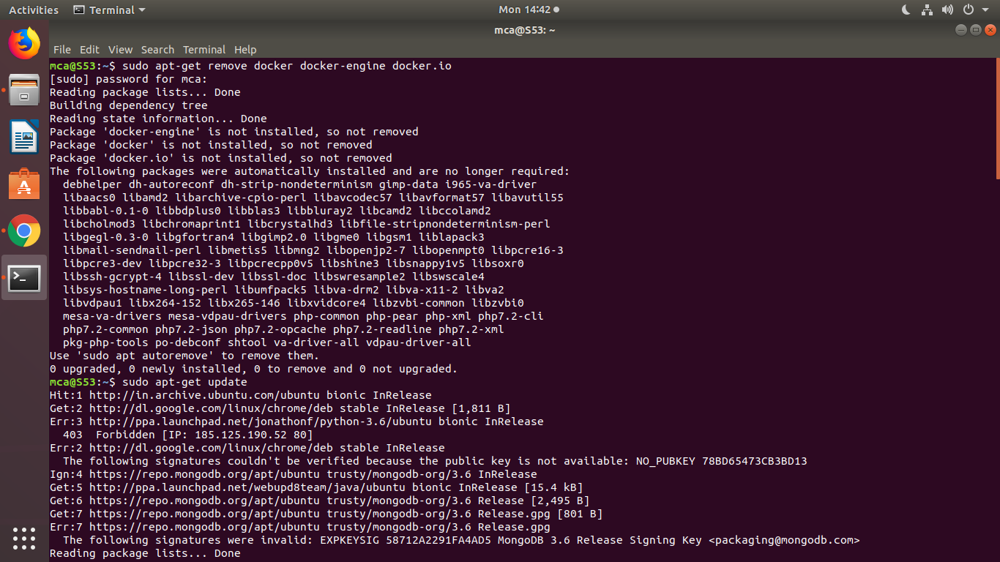 Activities Terminal Mon 14:42
mca@S53: ~
File Edit View Search Terminal Help
mca@S53:~$ sudo apt-get remove docker docker-engine docker.io
[sudo] password for mca:
Reading package lists... Done
Building dependency tree
Reading state information... Done
Package 'docker-engine' is not installed, so not removed
Package 'docker' is not installed, so not removed
Package 'docker.io' is not installed, so not removed
The following packages were automatically installed and are no longer required:
  debhelper dh-autoreconf dh-strip-nondeterminism gimp-data i965-va-driver
  libaacs0 libamd2 libarchive-cpio-perl libavcodec57 libavformat57 libavutil55
  libbabl-0.1-0 libbdplus0 libblas3 libbluray2 libcamd2 libccolamd2
  libcholmod3 libchromaprint1 libcrystalhd3 libfile-stripnondeterminism-perl
  libgegl-0.3-0 libgfortran4 libgimp2.0 libgme0 libgsm1 liblapack3
  libmail-sendmail-perl libmetis5 libmng2 libopenjp2-7 libopenmpt0 libpcre16-3
  libpcre3-dev libpcre32-3 libpcrecpp0v5 libshine3 libsnappy1v5 libsoxr0
  libssh-gcrypt-4 libssl-dev libssl-doc libswresample2 libswscale4
  libsys-hostname-long-perl libumfpack5 libva-drm2 libva-x11-2 libva2
  libvdpau1 libx264-152 libx265-146 libxvidcore4 libzvbi-common libzvbi0
  mesa-va-drivers mesa-vdpau-drivers php-common php-pear php-xml php7.2-cli
  php7.2-common php7.2-json php7.2-opcache php7.2-readline php7.2-xml
  pkg-php-tools po-debconf shtool va-driver-all vdpau-driver-all
Use 'sudo apt autoremove' to remove them.
0 upgraded, 0 newly installed, 0 to remove and 0 not upgraded.
mca@S53:~$ sudo apt-get update
Hit:1 http://in.archive.ubuntu.com/ubuntu bionic InRelease
Get:2 http://dl.google.com/linux/chrome/deb stable InRelease [1,811 B]
Err:3 http://ppa.launchpad.net/jonathonf/python-3.6/ubuntu bionic InRelease
  403  Forbidden [IP: 185.125.190.52 80]
Err:2 http://dl.google.com/linux/chrome/deb stable InRelease
  The following signatures couldn't be verified because the public key is not available: NO_PUBKEY 78BD65473CB3BD13
Ign:4 https://repo.mongodb.org/apt/ubuntu trusty/mongodb-org/3.6 InRelease
Get:5 http://ppa.launchpad.net/webupd8team/java/ubuntu bionic InRelease [15.4 kB]
Get:6 https://repo.mongodb.org/apt/ubuntu trusty/mongodb-org/3.6 Release [2,495 B]
Get:7 https://repo.mongodb.org/apt/ubuntu trusty/mongodb-org/3.6 Release.gpg [801 B]
Err:7 https://repo.mongodb.org/apt/ubuntu trusty/mongodb-org/3.6 Release.gpg
  The following signatures were invalid: EXPKEYSIG 58712A2291FA4AD5 MongoDB 3.6 Release Signing Key <packaging@mongodb.com>
Reading package lists... Done